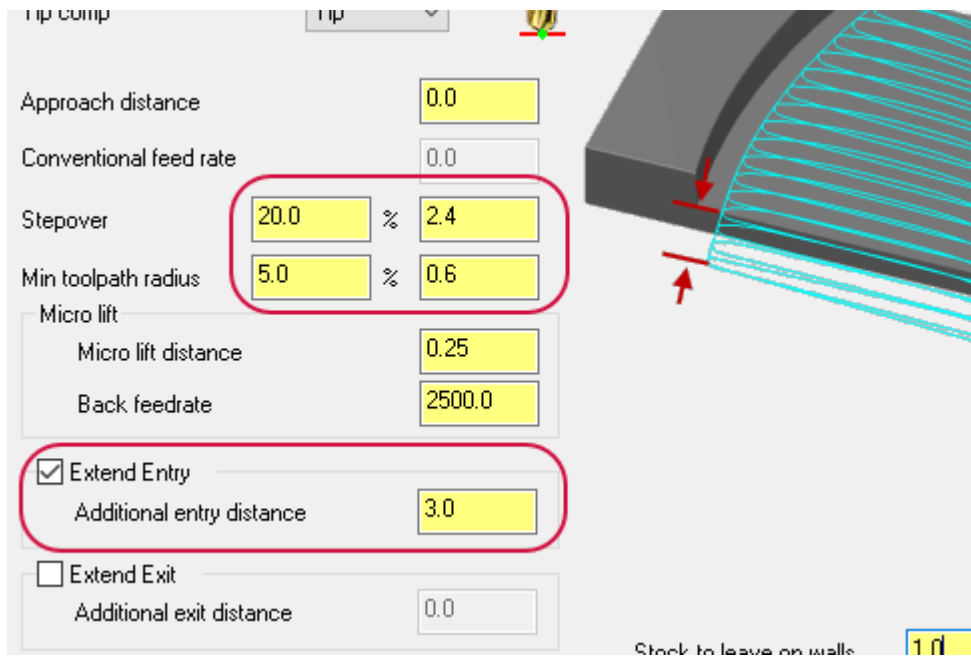 Tip comp Tip
Approach distance 0.0
Conventional feed rate 0.0
Stepover 20.0 % 2.4
Min toolpath radius 5.0 % 0.6
Micro lift
Micro lift distance 0.25
Back feedrate 2500.0
Extend Entry
Additional entry distance 3.0
Extend Exit
Additional exit distance 0.0
Stock to leave on walls 1.0